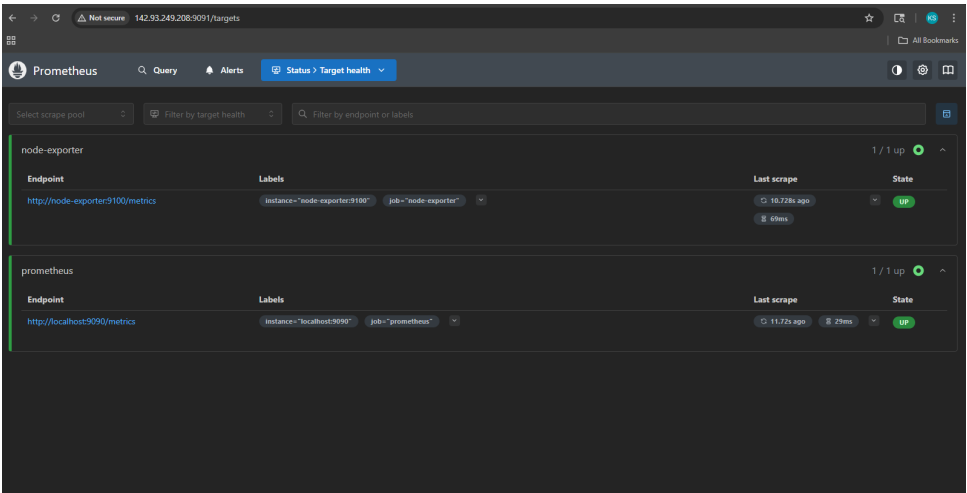 Not secure 142.93.249.208:9091/targets
KS
All Bookmarks
Prometheus Query Alerts Status > Target health
Select scrape pool Filter by target health Filter by endpoint or labels
node-exporter 1 / 1 up
Endpoint Labels Last scrape State
http://node-exporter:9100/metrics instance="node-exporter:9100" job="node-exporter" 10.728s ago UP
69ms
prometheus 1 / 1 up
Endpoint Labels Last scrape State
http://localhost:9090/metrics instance="localhost:9090" job="prometheus" 11.72s ago 29ms UP